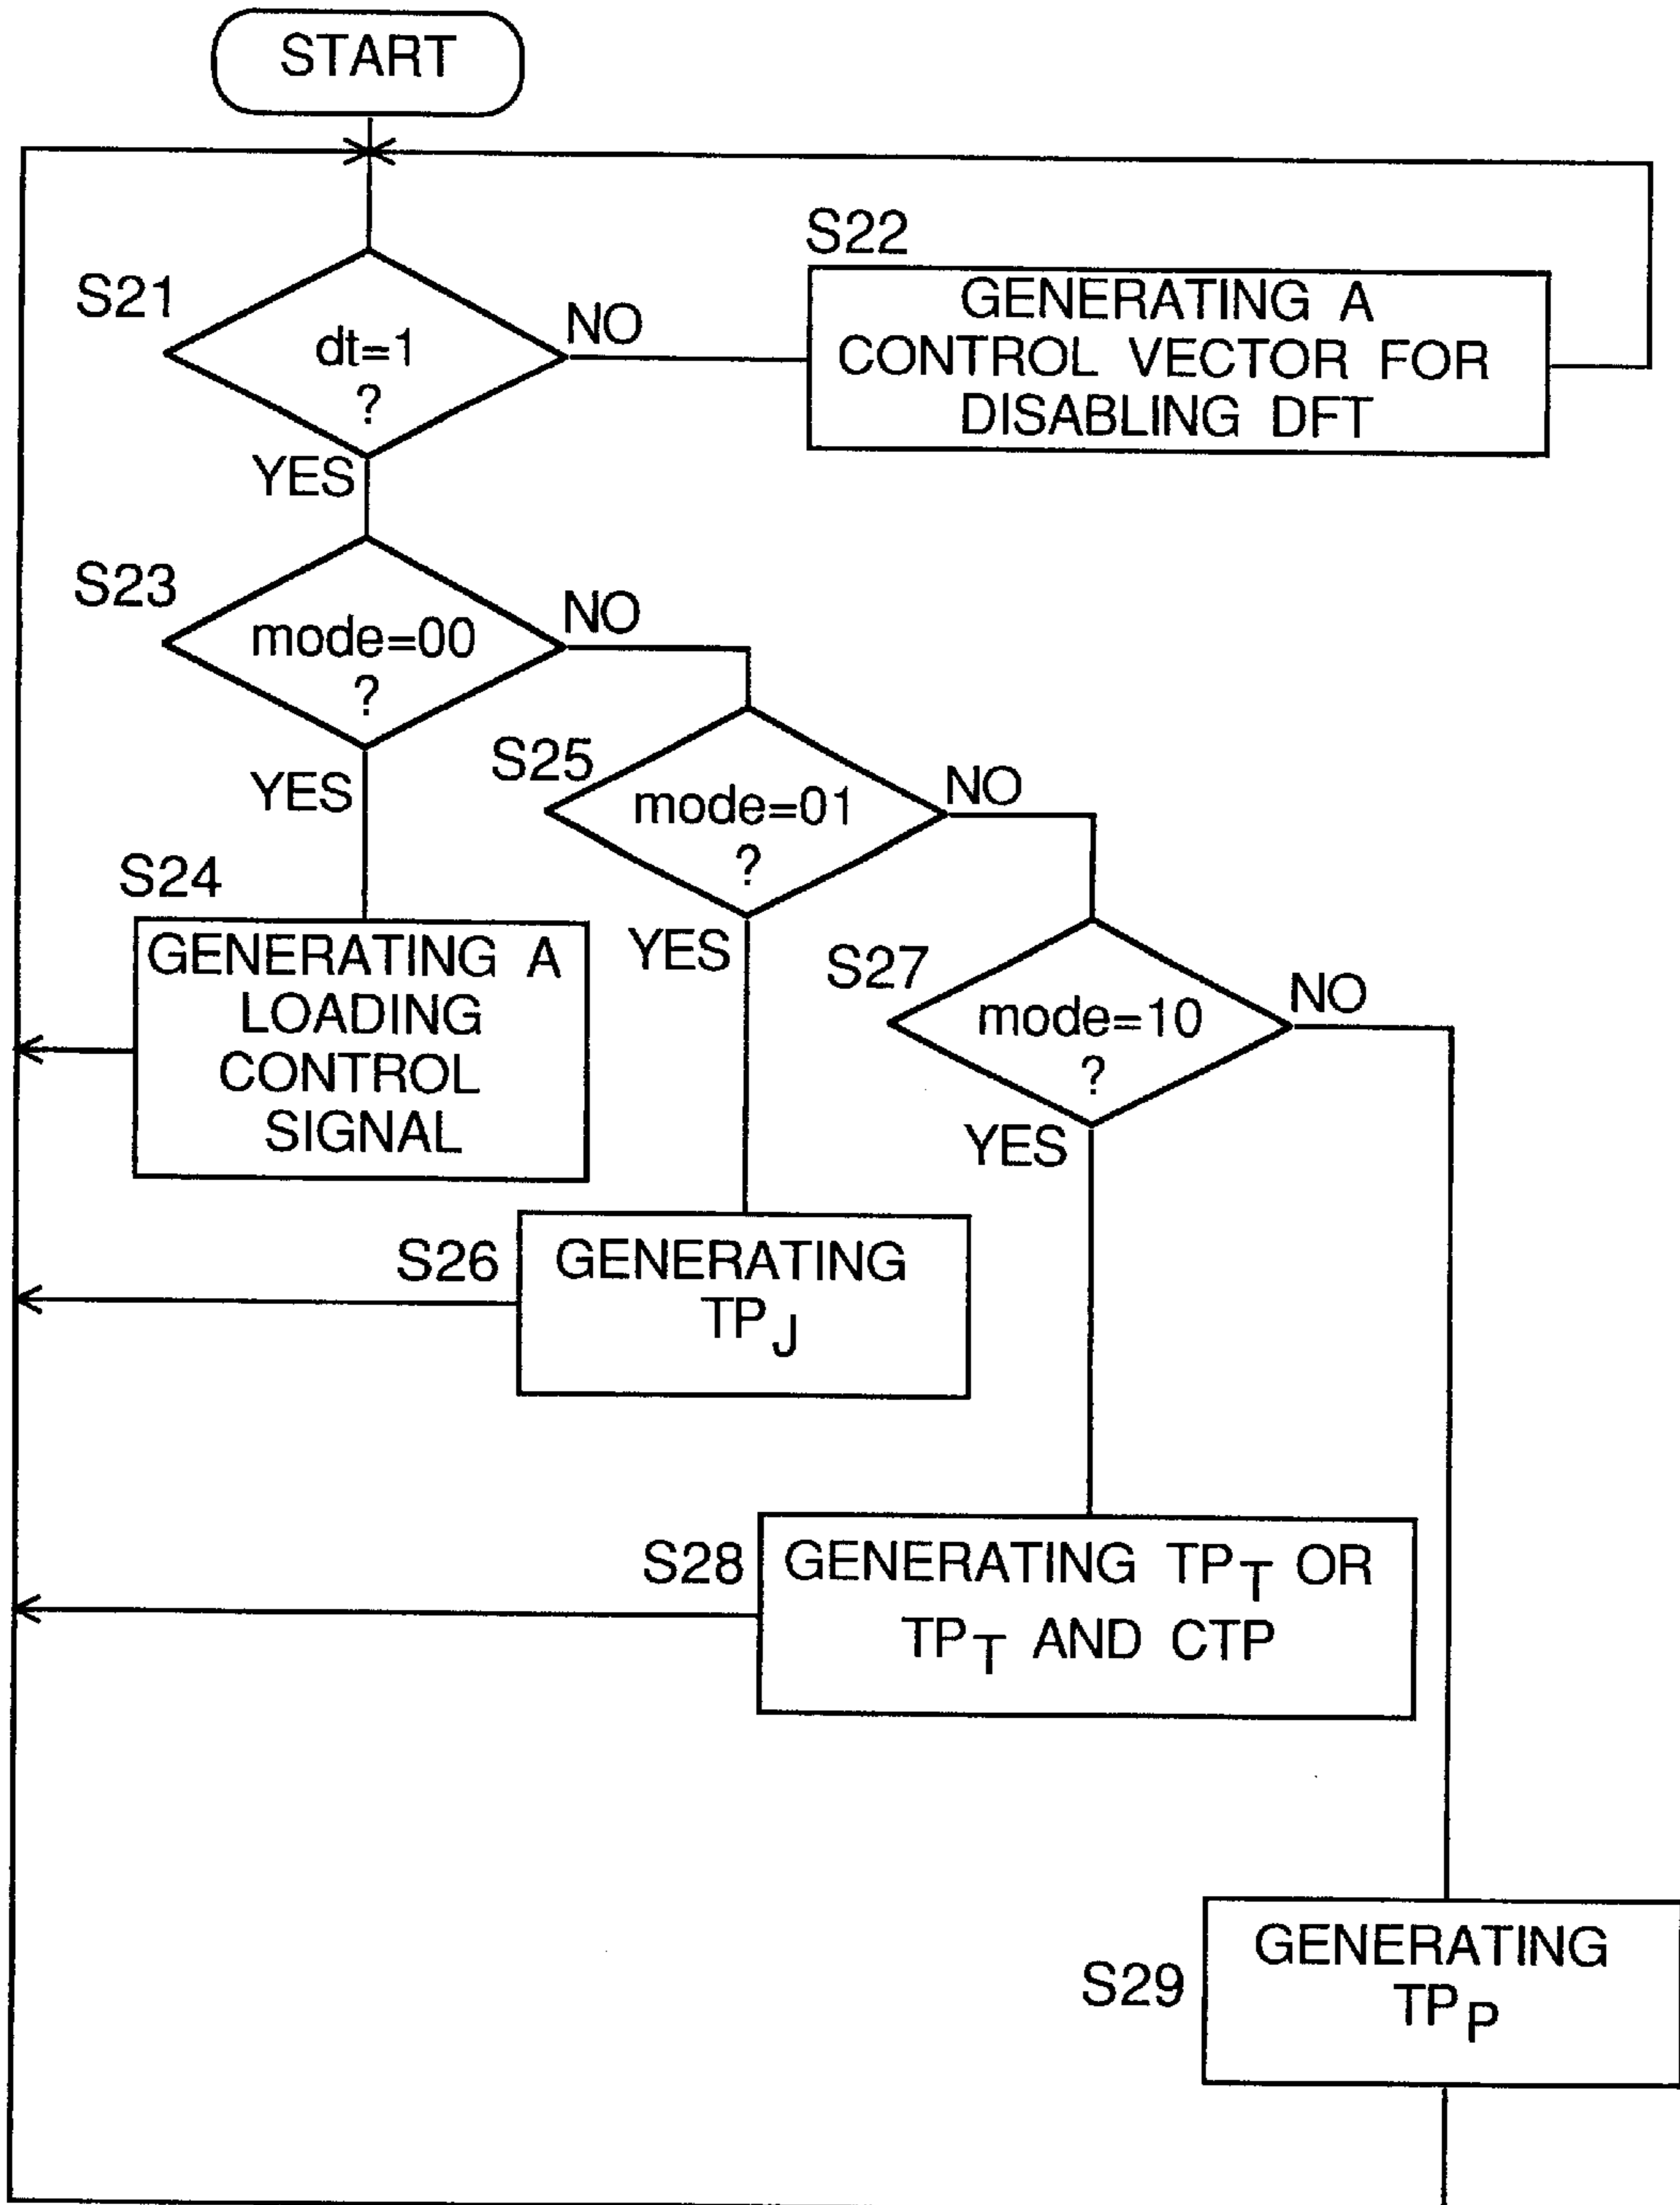 START
S22
S21
dt=1
?
NO
GENERATING A
CONTROL VECTOR FOR
DISABLING DFT
YES
S23
mode=00
?
NO
YES
S25
mode=01
?
NO
S24
GENERATING A
LOADING
CONTROL
SIGNAL
YES
S27
mode=10
?
NO
YES
S26
GENERATING
TPJ
S28
GENERATING TPT OR
TPT AND CTP
S29
GENERATING
TPP